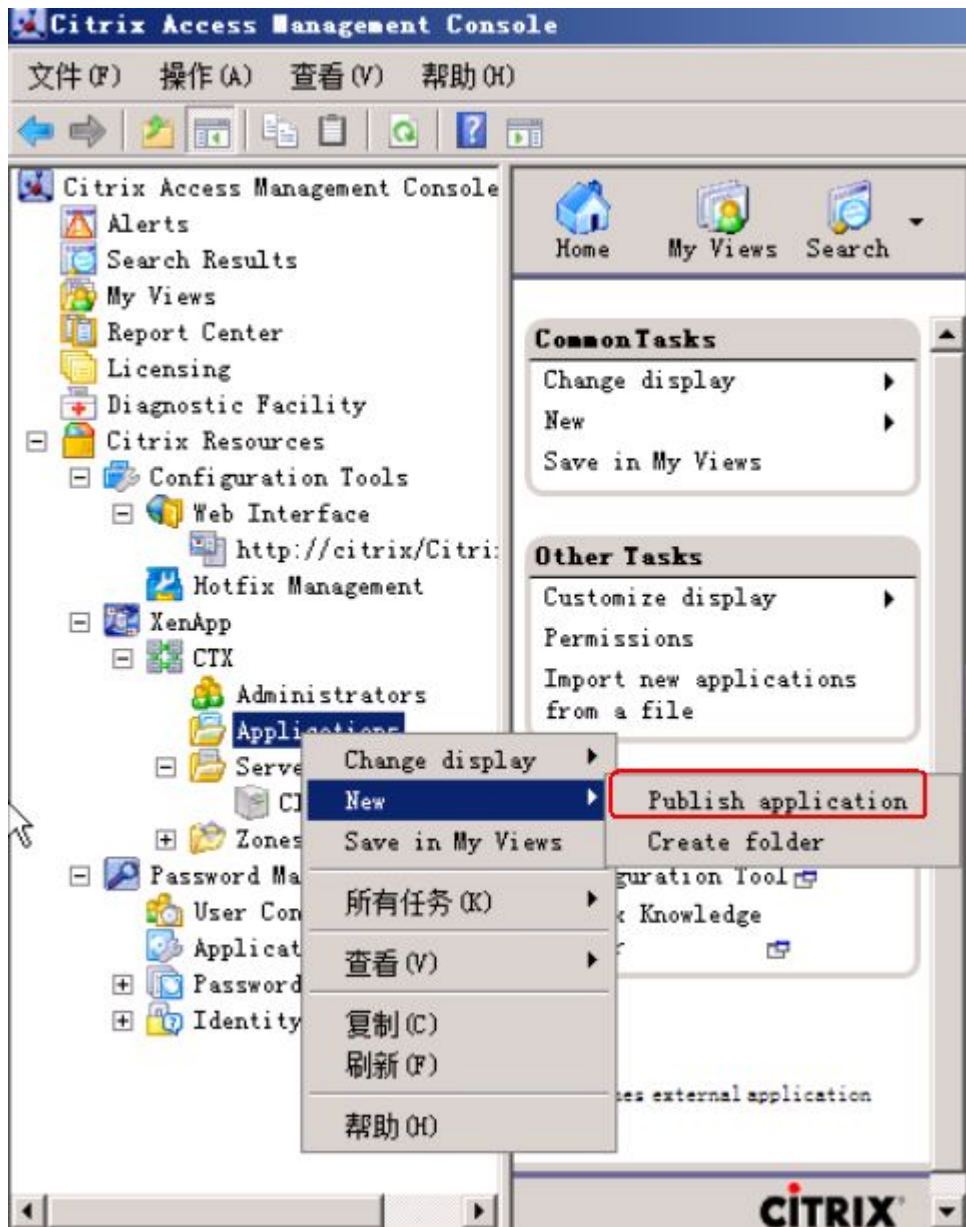 Citrix Access Management Console
文件(F) 操作(A) 查看(V) 帮助(H)
Citrix Access Management Console
Alerts
Search Results
My Views
Report Center
Licensing
Diagnostic Facility
Citrix Resources
Configuration Tools
Web Interface
http://citrix/Citri
Hotfix Management
XenApp
CTX
Administrators
Applications
Serve
Zones
Password Ma
User Con
Applicat
Password
Identity
Home My Views Search
Common Tasks
Change display
New
Save in My Views
Other Tasks
Customize display
Permissions
Import new applications
from a file
Change display
New
Save in My Views
所有任务(K)
查看(V)
复制(C)
刷新(F)
帮助(H)
Publish application
Create folder
guration Tool
Knowledge
external application
CITRIX